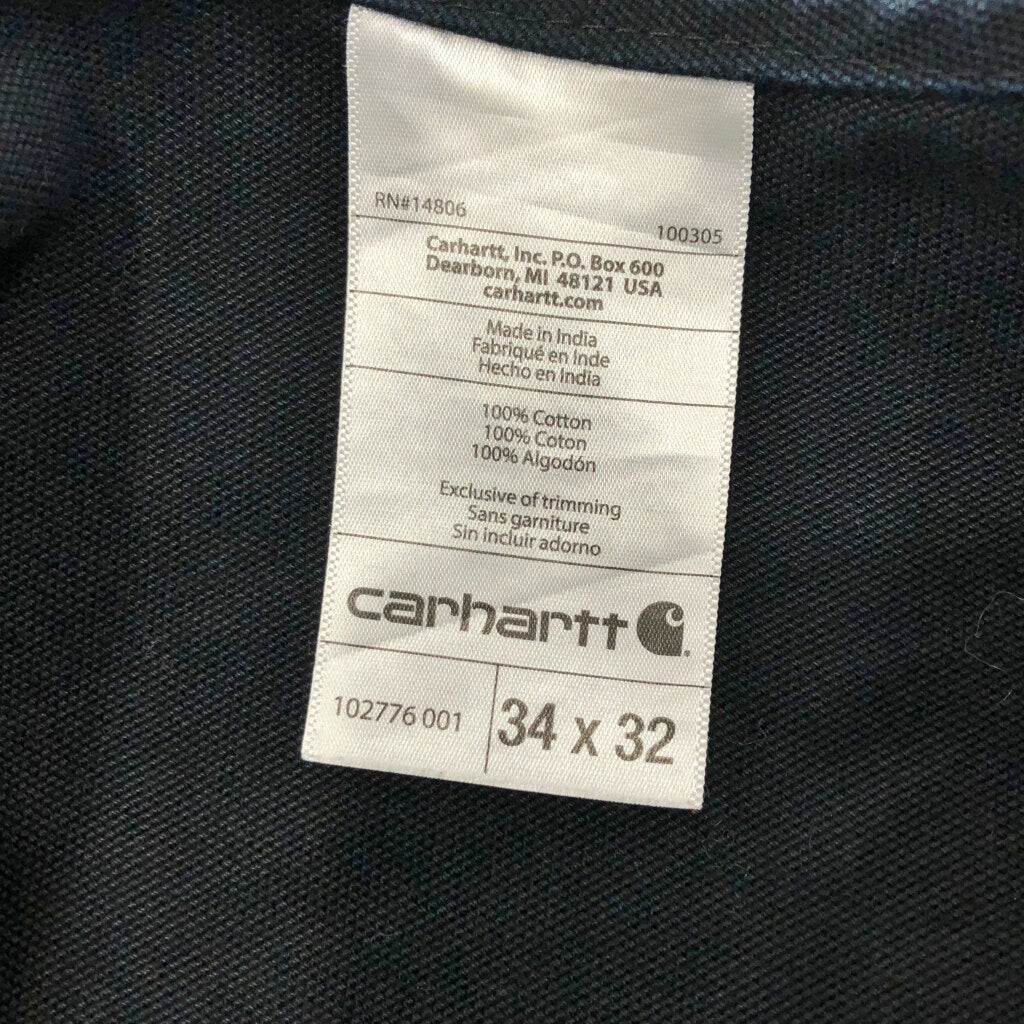 RN#14806
100305
Carhartt, Inc. P.O. Box 600
Dearborn, MI 48121 USA
carhartt.com
Made in India
Fabriqué en Inde
Hecho en India
100% Cotton
100% Coton
100% Algodón
Exclusive of trimming
Sans garniture
Sin incluir adorno
carhartt
102776 001
34 x 32